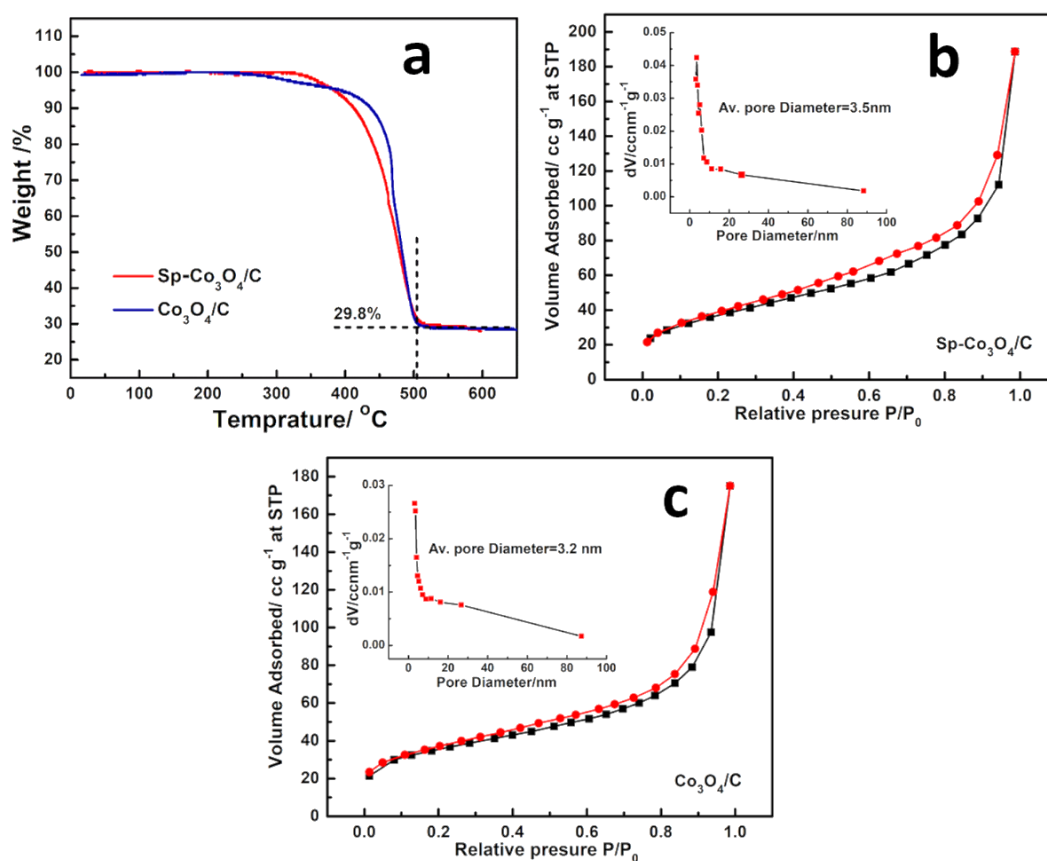 a
110
100
90
80
70
60
50
40
30
20
Weight /%
Sp-Co₃O₄/C
Co₃O₄/C
29.8%
0 100 200 300 400 500 600
Temprature/ °C
b
200
180
160
140
120
100
80
60
40
20
0
Volume Adsorbed/ cc g⁻¹ at STP
0.05
0.04
0.03
0.02
0.01
0.00
dV/ccnm⁻¹g⁻¹
Av. pore Diameter=3.5nm
0 20 40 60 80 100
Pore Diameter/nm
Sp-Co₃O₄/C
0.0 0.2 0.4 0.6 0.8 1.0
Relative presure P/P₀
c
180
160
140
120
100
80
60
40
20
0
Volume Adsorbed/ cc g⁻¹ at STP
0.03
0.02
0.01
0.00
dV/ccnm⁻¹g⁻¹
Av. pore Diameter=3.2 nm
0 20 40 60 80 100
Pore Diameter/nm
Co₃O₄/C
0.0 0.2 0.4 0.6 0.8 1.0
Relative presure P/P₀